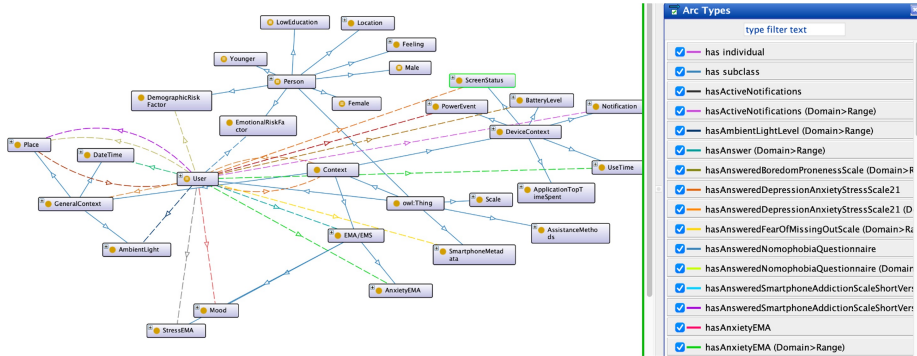 LowEducation
Location
Feeling
Younger
Male
Person
ScreenStatus
DemographicRisk
Factor
Female
PowerEvent
BatteryLevel
Notification
EmotionalRiskFa
ctor
DeviceContext
Place
DateTime
User
Context
UseTime
GeneralContext
owl:Thing
Scale
ApplicationTopT
imeSpent
AmbientLight
EMA/EMS
AssistanceMetho
ds
SmartphoneMetad
ata
AnxietyEMA
Mood
StressEMA
Arc Types
type filter text
has individual
has subclass
hasActiveNotifications
hasActiveNotifications (Domain>Range)
hasAmbientLightLevel (Domain>Range)
hasAnswer (Domain>Range)
hasAnsweredBoredomPronenessScale (Domain>R
hasAnsweredDepressionAnxietyStressScale21
hasAnsweredDepressionAnxietyStressScale21 (D
hasAnsweredFearOfMissingOutScale (Domain>Ra
hasAnsweredNomophobiaQuestionnaire
hasAnsweredNomophobiaQuestionnaire (Domain
hasAnsweredSmartphoneAddictionScaleShortVers
hasAnsweredSmartphoneAddictionScaleShortVers
hasAnxietyEMA
hasAnxietyEMA (Domain>Range)